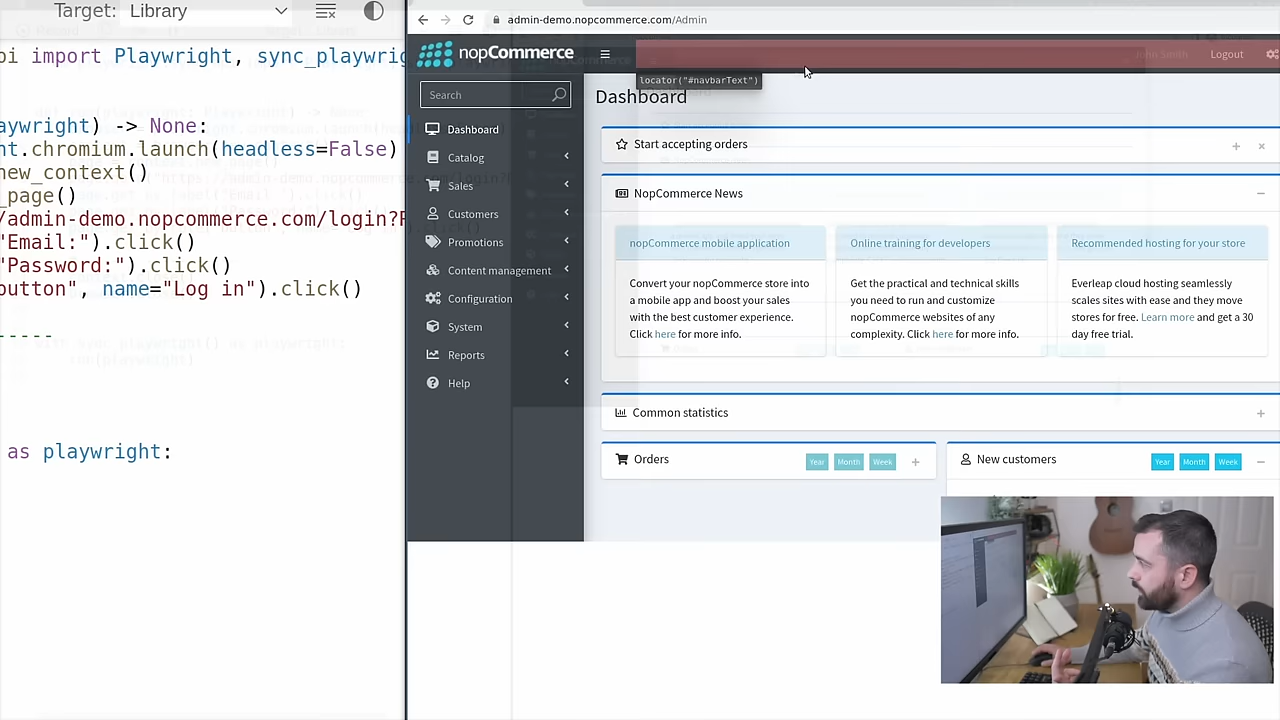 Target: Library
oi import Playwright, sync_playwrig
aywright) -> None:
nt.chromium.launch(headless=False)
new_context()
_page()
/admin-demo.nopcommerce.com/login?R
"Email:").click()
"Password:").click()
button", name="Log in").click()
-----
as playwright:
admin-demo.nopcommerce.com/Admin
nopCommerce
John Smith
Logout
locator("#navbarText")
Search
Dashboard
Catalog
Sales
Customers
Promotions
Content management
Configuration
System
Reports
Help
Dashboard
Start accepting orders
NopCommerce News
nopCommerce mobile application
Convert your nopCommerce store into
a mobile app and boost your sales
with the best customer experience.
Click here for more info.
Online training for developers
Get the practical and technical skills
you need to run and customize
nopCommerce websites of any
complexity. Click here for more info.
Recommended hosting for your store
Everleap cloud hosting seamlessly
scales sites with ease and they move
stores for free. Learn more and get a 30
day free trial.
Common statistics
Orders
Year Month Week
New customers
Year Month Week